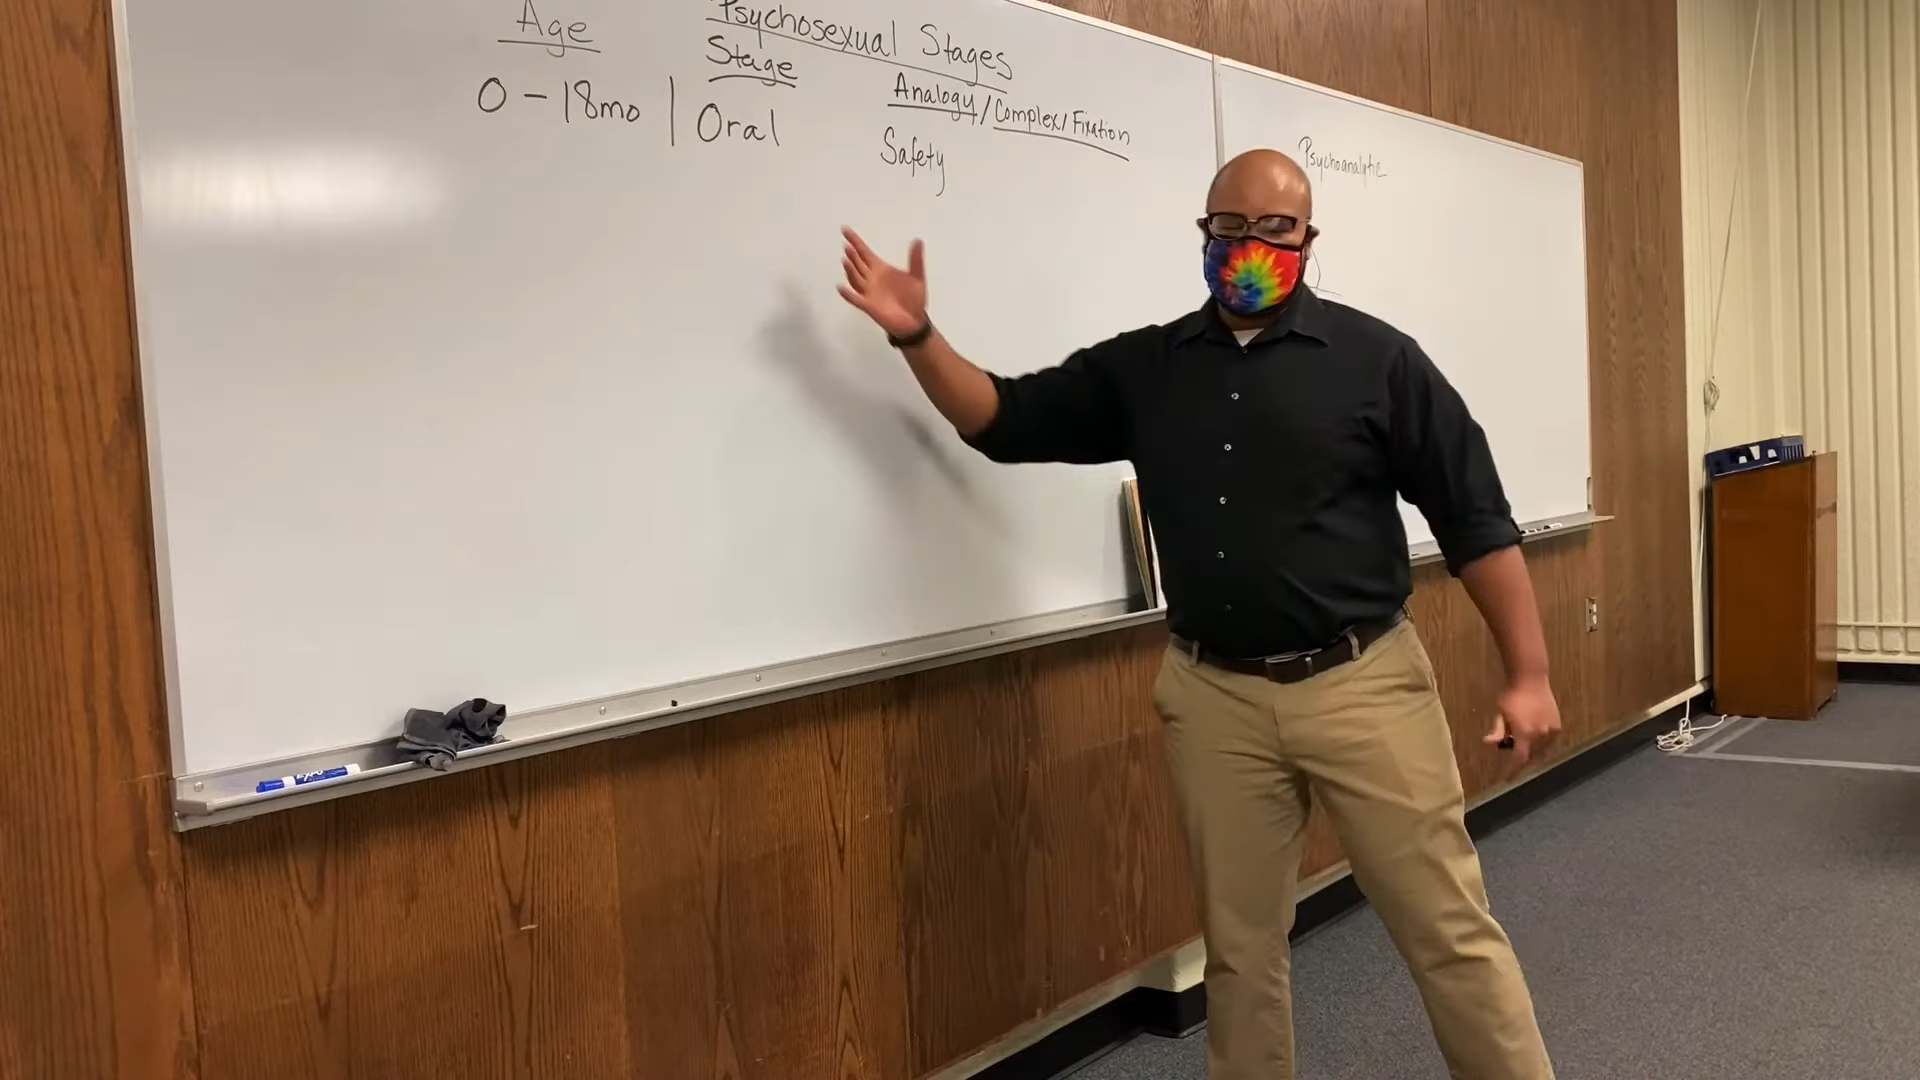 Psychosexual Stages
Age
Stage
Analogy/Complex/Fixation
0-18mo | Oral
Safety
Psychoanalytic
EXPO